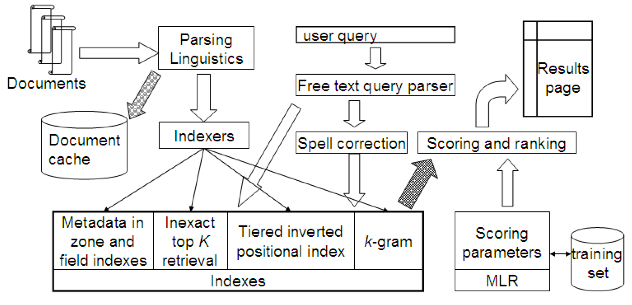 Documents
Parsing
Linguistics
user query
Results
page
Free text query parser
Document
cache
Indexers
Spell correction
Scoring and ranking
Metadata in
zone and
field indexes
Inexact
top K
retrieval
Tiered inverted
positional index
k-gram
Indexes
Scoring
parameters
MLR
training
set